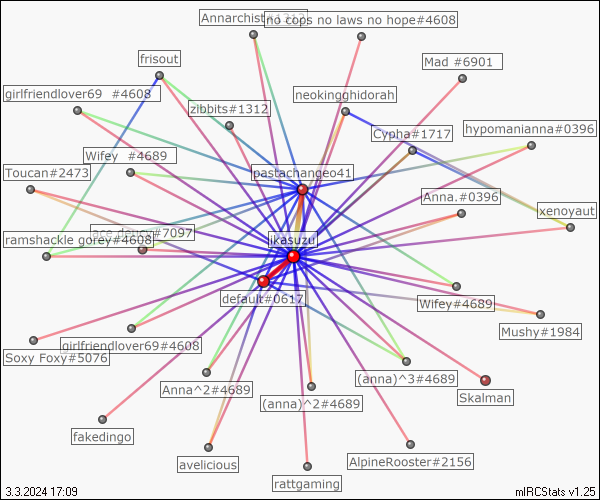 Annarchist#1312
no cops no laws no hope#4608
frisout
Mad #6901
girlfriendlover69 #4608
neokingghidorah
zibbits#1312
Cypha#1717
hypomanianna#0396
Wifey #4689
Toucan#2473
pastachangeo41
Anna.#0396
xenoyaut
#7097
ramshackle gorey#4608
ikasuzu
default#0617
Wifey#4689
Mushy#1984
girlfriendlover69#4608
Soxy Foxy#5076
(anna)^3#4689
Anna^2#4689
(anna)^2#4689
Skalman
fakedingo
avelicious
AlpineRooster#2156
rattgaming
3.3.2024 17:09
mIRCStats v1.25